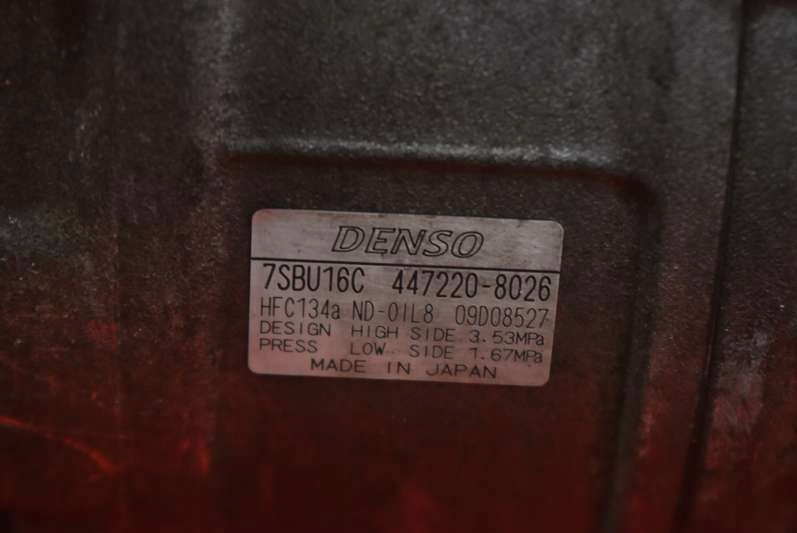 DENSO
7SBU16C 447220-8026
HFC134a ND-OIL8 09D08527
DESIGN HIGH SIDE 3.53MPa
PRESS LOW SIDE 1.67MPa
MADE IN JAPAN